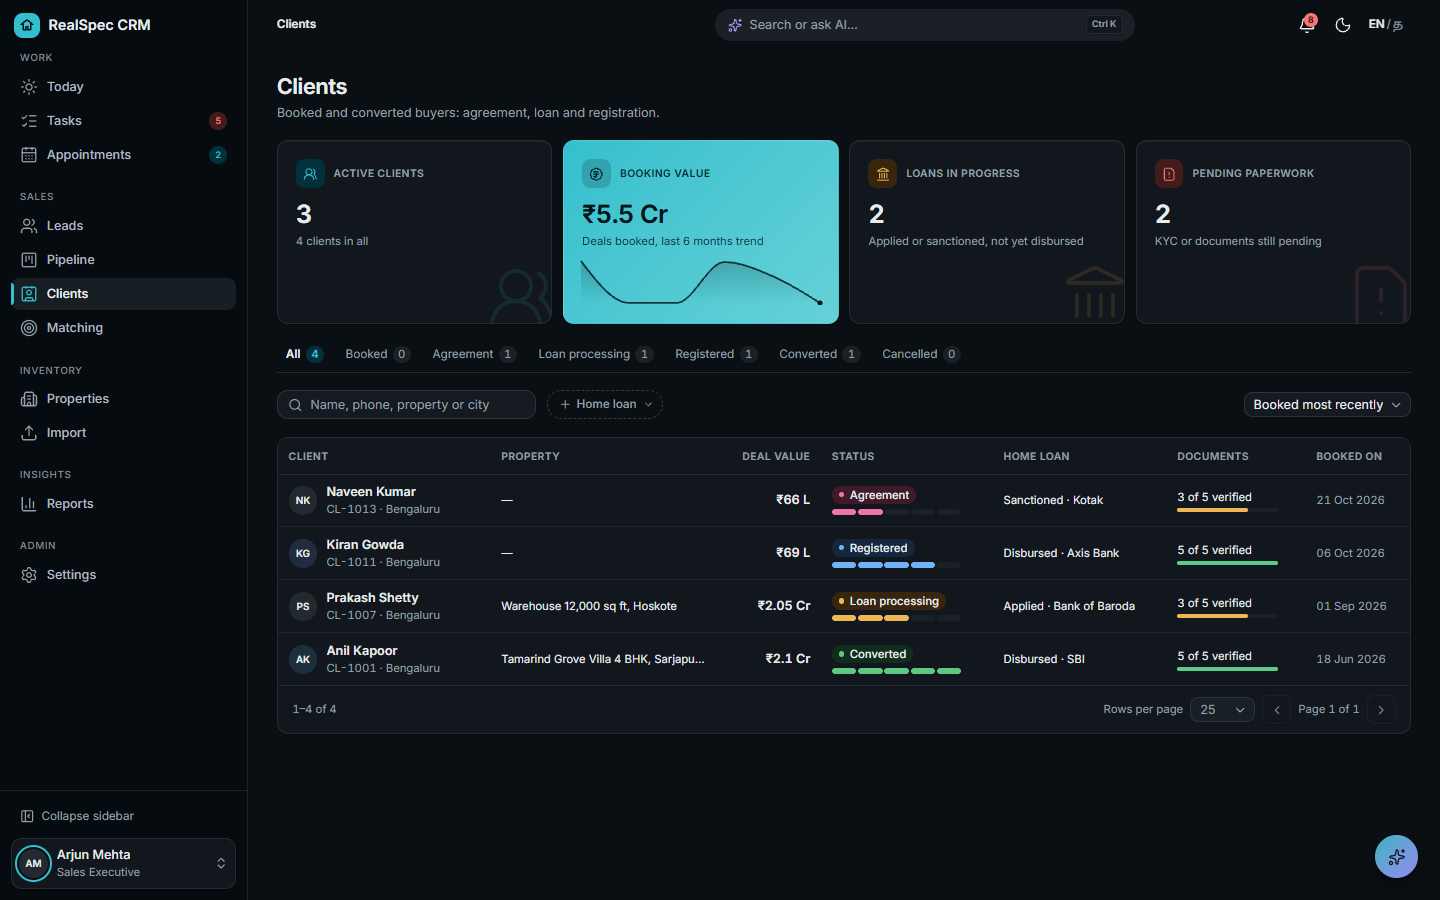 RealSpec CRM
Clients
Search or ask AI...
Ctrl K
8
EN / த
WORK
Today
Tasks 5
Appointments 2
SALES
Leads
Pipeline
Clients
Matching
INVENTORY
Properties
Import
INSIGHTS
Reports
ADMIN
Settings
Collapse sidebar
AM
Arjun Mehta
Sales Executive
Clients
Booked and converted buyers: agreement, loan and registration.
ACTIVE CLIENTS
3
4 clients in all
BOOKING VALUE
₹5.5 Cr
Deals booked, last 6 months trend
LOANS IN PROGRESS
2
Applied or sanctioned, not yet disbursed
PENDING PAPERWORK
2
KYC or documents still pending
All 4 Booked 0 Agreement 1 Loan processing 1 Registered 1 Converted 1 Cancelled 0
Name, phone, property or city
+ Home loan
Booked most recently
CLIENT PROPERTY DEAL VALUE STATUS HOME LOAN DOCUMENTS BOOKED ON
NK Naveen Kumar — ₹66 L Agreement Sanctioned · Kotak 3 of 5 verified 21 Oct 2026
CL-1013 · Bengaluru
KG Kiran Gowda — ₹69 L Registered Disbursed · Axis Bank 5 of 5 verified 06 Oct 2026
CL-1011 · Bengaluru
PS Prakash Shetty Warehouse 12,000 sq ft, Hoskote ₹2.05 Cr Loan processing Applied · Bank of Baroda 3 of 5 verified 01 Sep 2026
CL-1007 · Bengaluru
AK Anil Kapoor Tamarind Grove Villa 4 BHK, Sarjapu... ₹2.1 Cr Converted Disbursed · SBI 5 of 5 verified 18 Jun 2026
CL-1001 · Bengaluru
1–4 of 4
Rows per page 25 Page 1 of 1